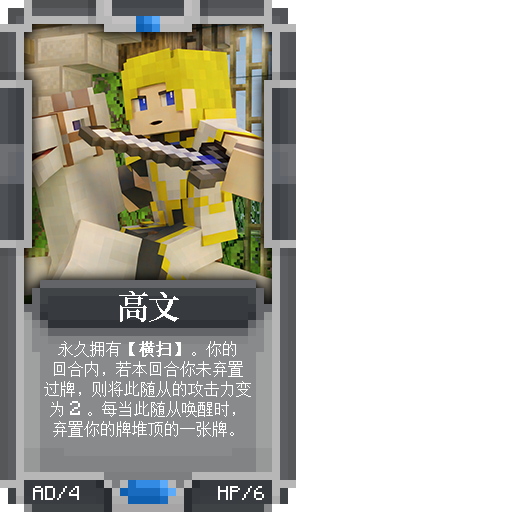 高文
永久拥有【横扫】。你的
回合内，若本回合你未弃置
过牌，则将此随从的攻击力变
为 2 。每当此随从唤醒时，
弃置你的牌堆顶的一张牌。
AD/4 HP/6